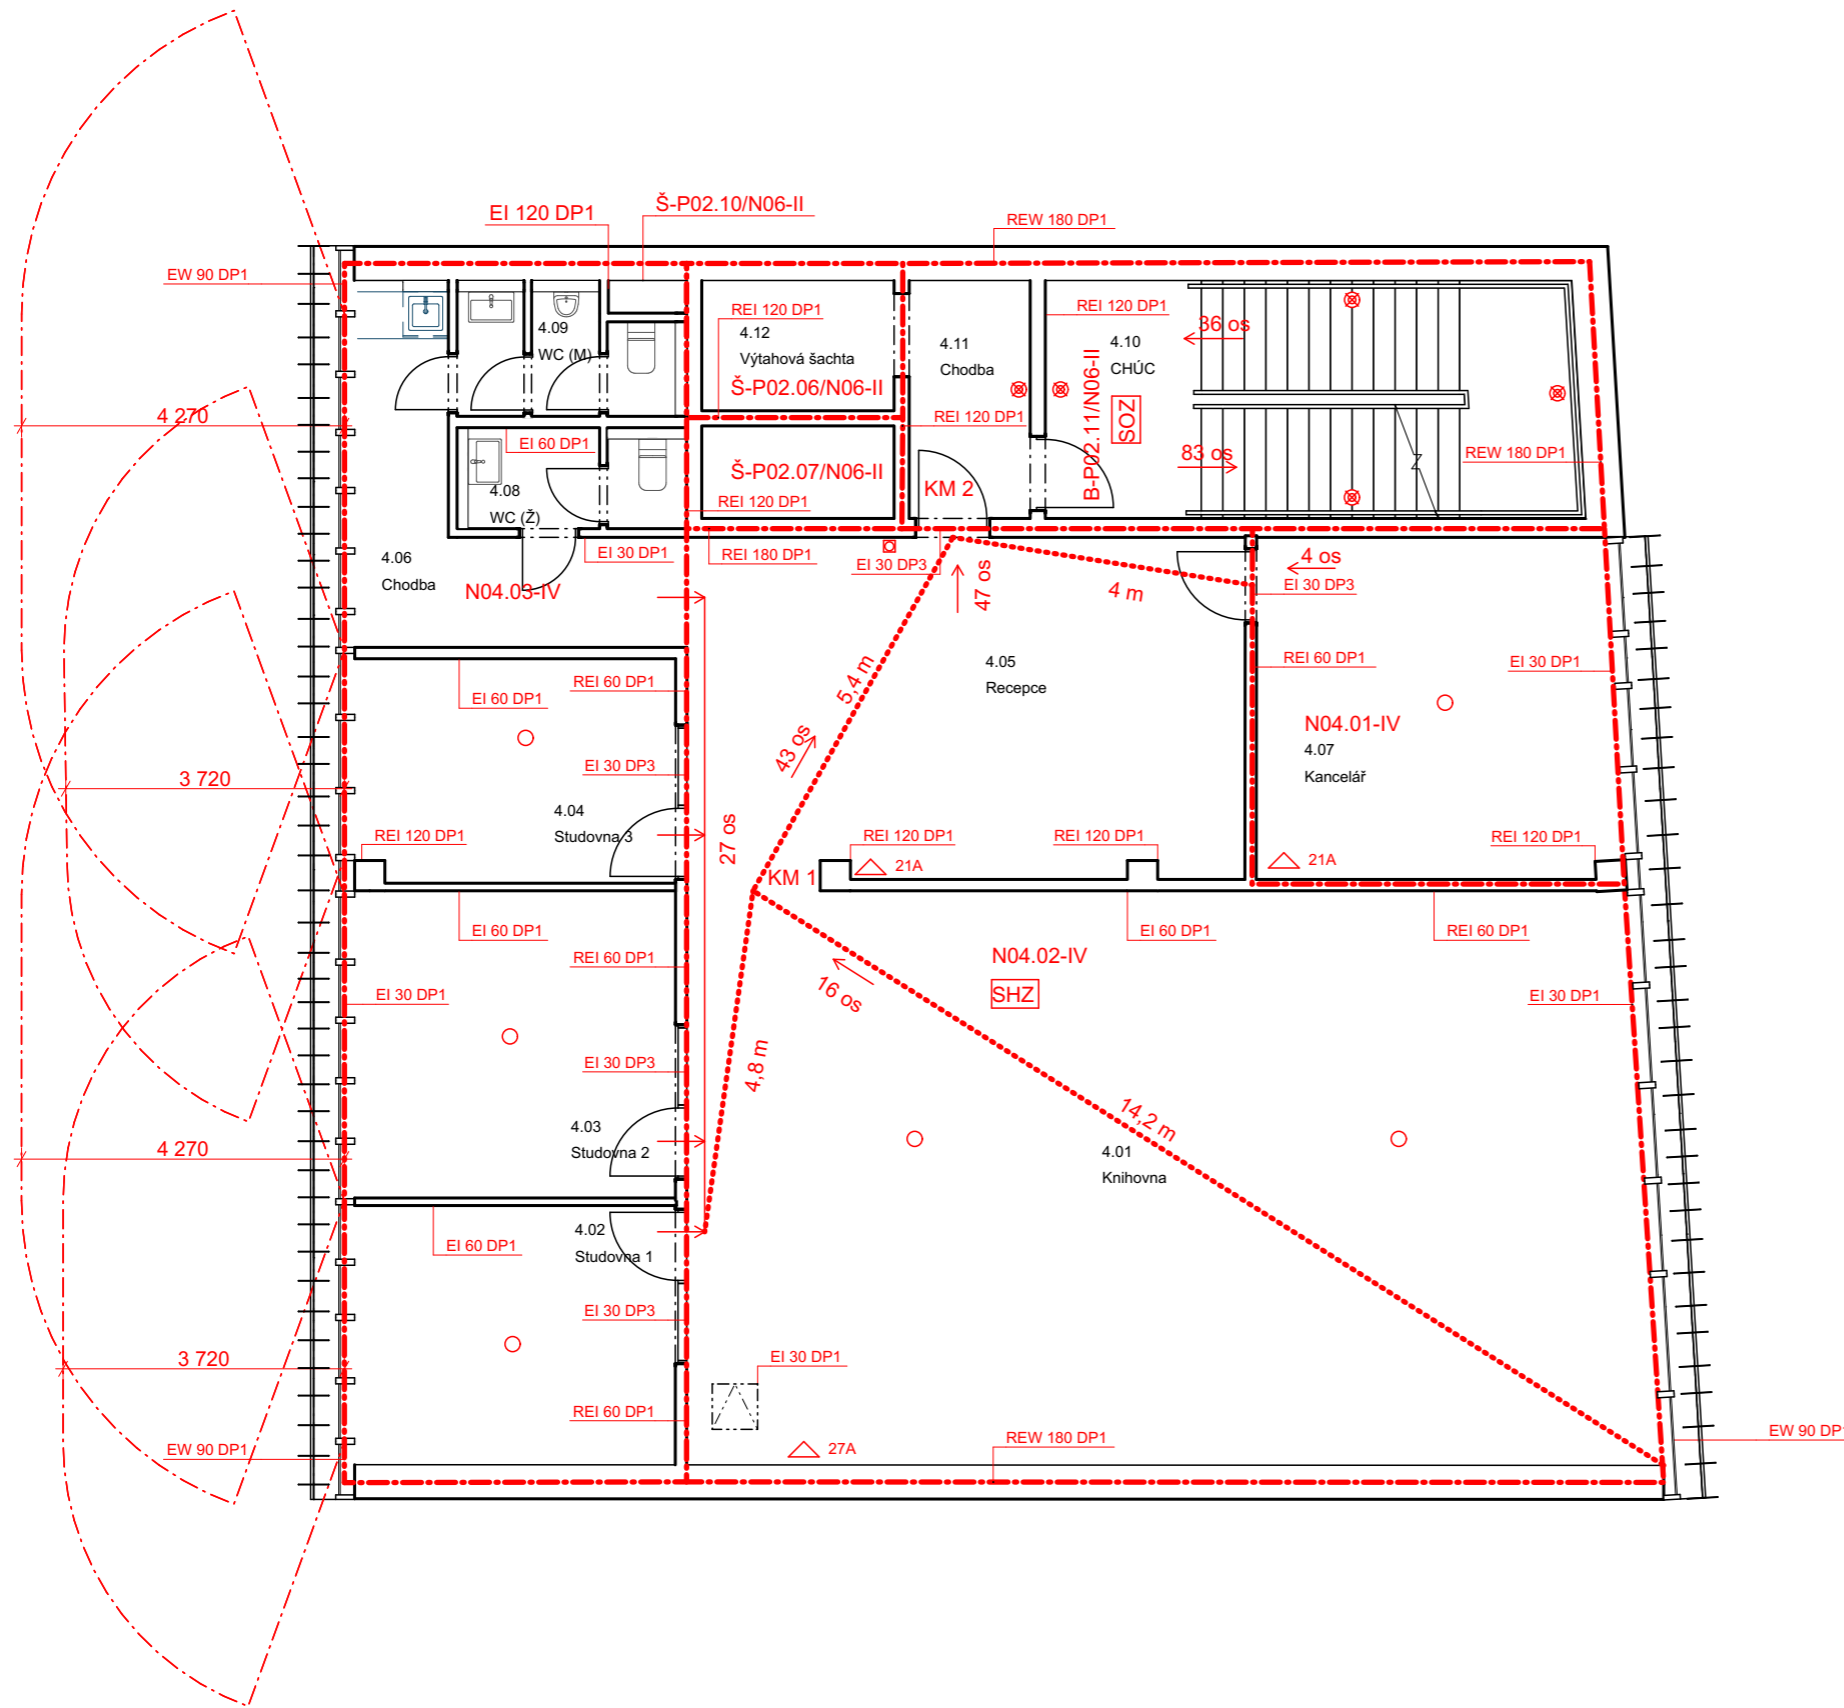 Š-P02.10/N06-II
EI 120 DP1
REW 180 DP1
EW 90 DP1
REI 120 DP1
4.09
WC (M)
4.12
Výtahová šachta
Š-P02.06/N06-II
4.11
Chodba
REI 120 DP1
4.10
CHÚC
36 os
B-P02.11/N06-II
SOZ
4 270
EI 60 DP1
REI 120 DP1
83 os
REW 180 DP1
Š-P02.07/N06-II
KM 2
4.08
WC (Ž)
REI 120 DP1
4.06
Chodba
EI 30 DP1
REI 180 DP1
EI 30 DP3
4 os
EI 30 DP3
N04.03-IV
47 os
4 m
4.05
Recepce
REI 60 DP1
EI 30 DP1
REI 60 DP1
EI 60 DP1
5,4 m
N04.01-IV
4.07
Kancelář
43 os
EI 30 DP3
3 720
4.04
Studovna 3
REI 120 DP1
27 os
REI 120 DP1
REI 120 DP1
REI 120 DP1
21A
21A
KM 1
EI 60 DP1
EI 60 DP1
REI 60 DP1
REI 60 DP1
N04.02-IV
SHZ
16 os
EI 30 DP1
EI 30 DP1
EI 30 DP3
4,8 m
14,2 m
4.03
Studovna 2
4 270
4.01
Knihovna
4.02
Studovna 1
EI 60 DP1
EI 30 DP3
3 720
EI 30 DP1
REI 60 DP1
REW 180 DP1
27A
EW 90 DP1
EW 90 DP1